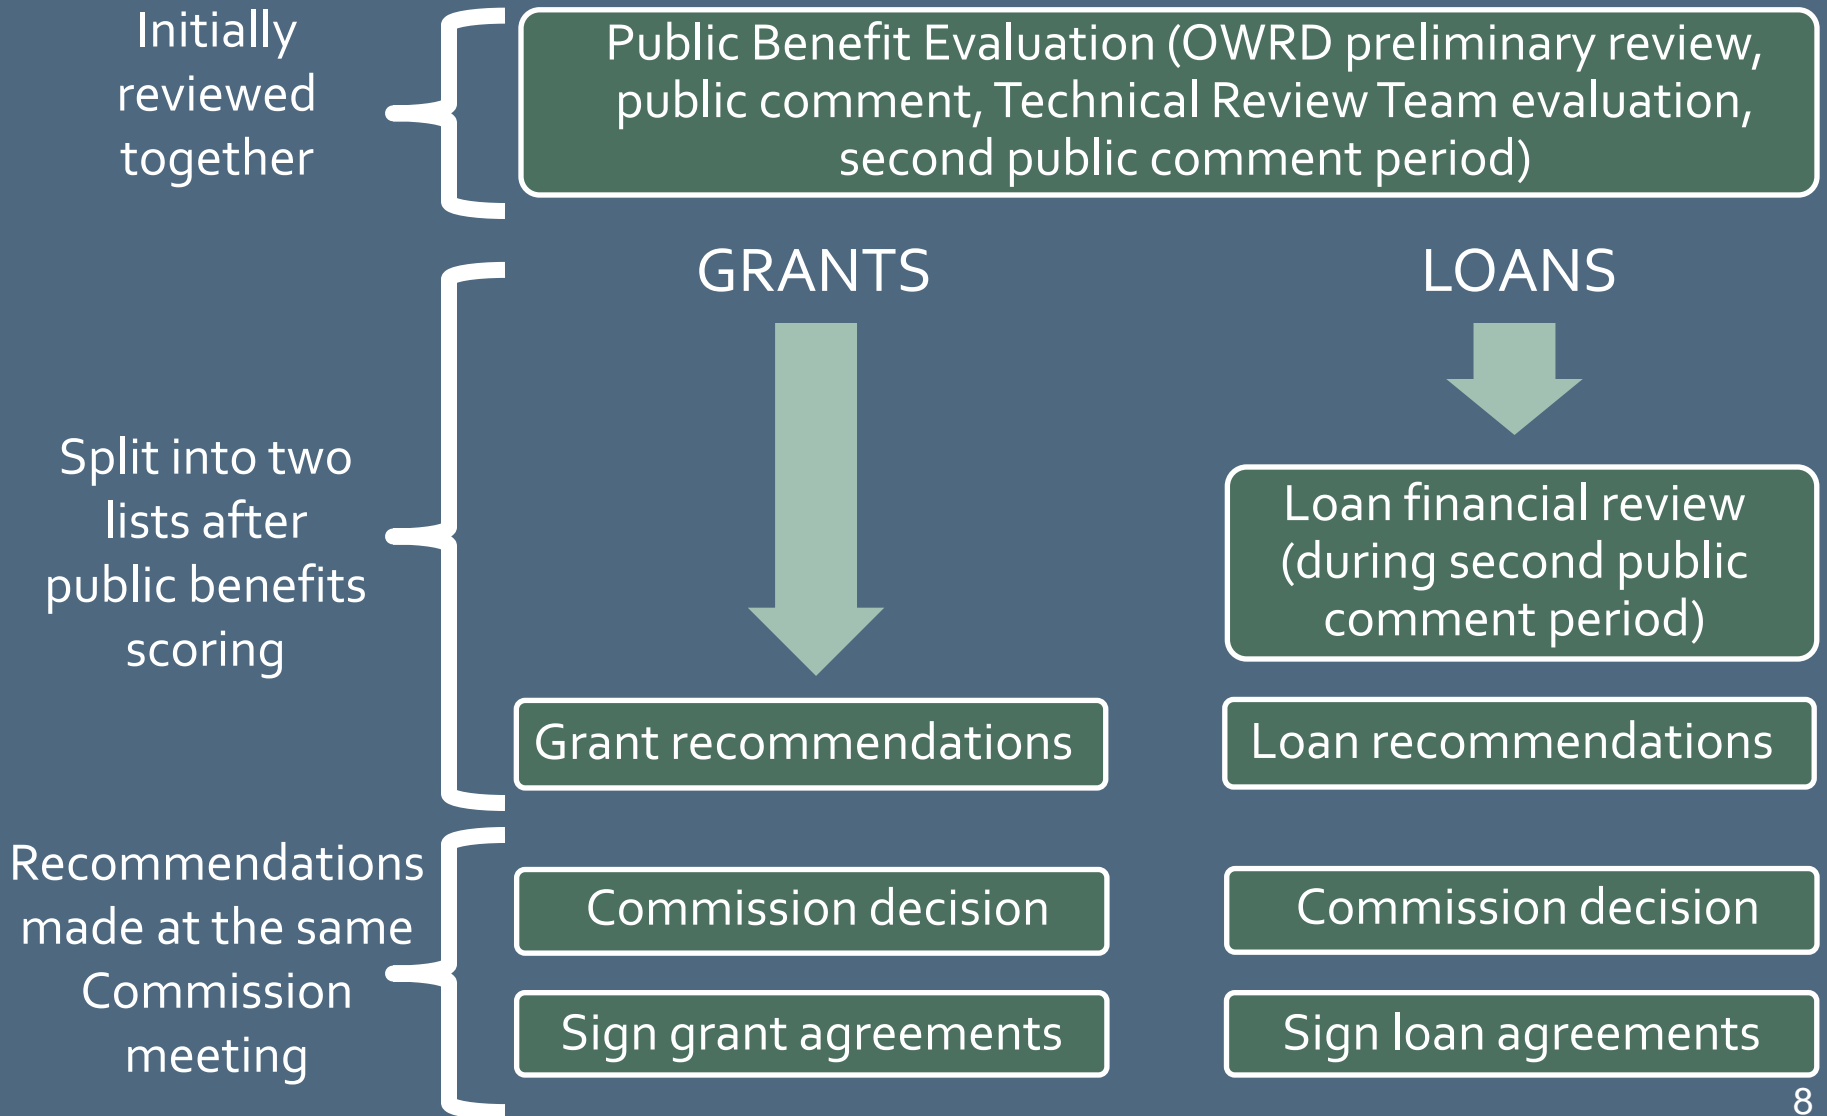 Initially
reviewed
together
Public Benefit Evaluation (OWRD preliminary review,
public comment, Technical Review Team evaluation,
second public comment period)
GRANTS
LOANS
Split into two
lists after
public benefits
scoring
Loan financial review
(during second public
comment period)
Grant recommendations
Loan recommendations
Recommendations
made at the same
Commission
meeting
Commission decision
Commission decision
Sign grant agreements
Sign loan agreements
8